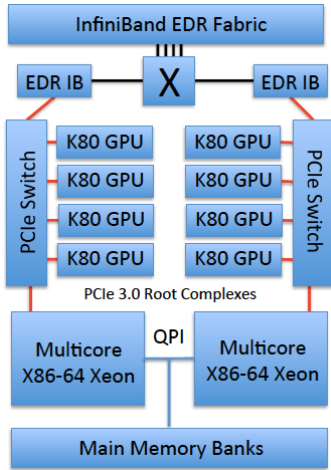 InfiniBand EDR Fabric
EDR IB
X
EDR IB
PCIe Switch
K80 GPU
K80 GPU
K80 GPU
K80 GPU
K80 GPU
K80 GPU
K80 GPU
K80 GPU
PCIe Switch
PCIe 3.0 Root Complexes
Multicore
X86-64 Xeon
QPI
Multicore
X86-64 Xeon
Main Memory Banks